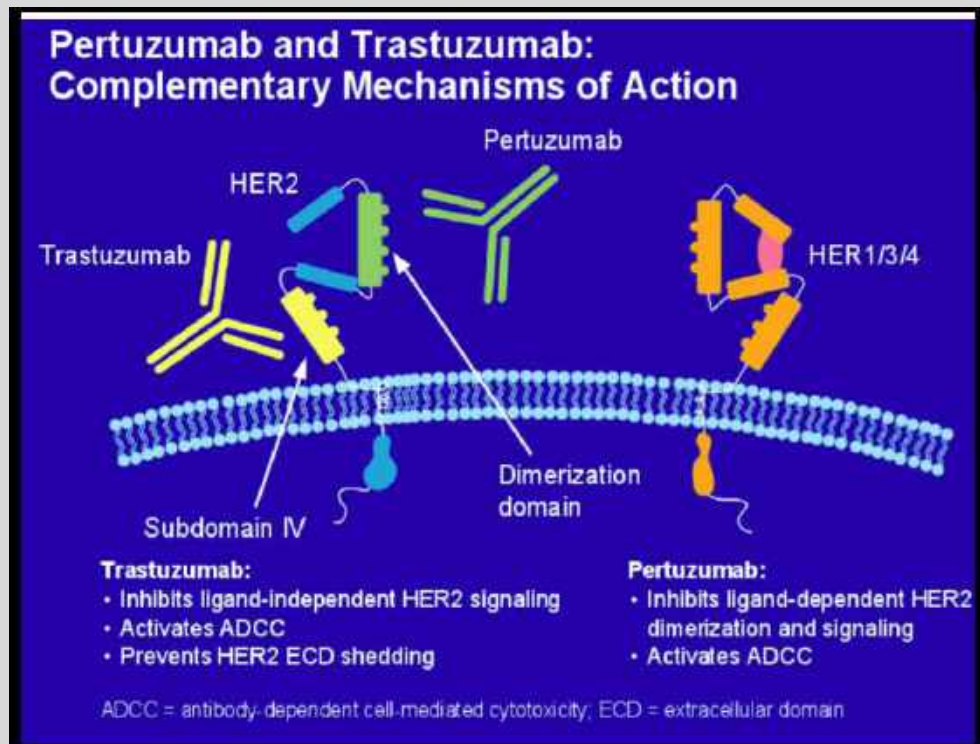 Pertuzumab and Trastuzumab:
Complementary Mechanisms of Action
Pertuzumab
HER2
Trastuzumab
HER1/3/4
Dimerization
domain
Subdomain IV
Trastuzumab:
• Inhibits ligand-independent HER2 signaling
• Activates ADCC
• Prevents HER2 ECD shedding
Pertuzumab:
• Inhibits ligand-dependent HER2
dimerization and signaling
• Activates ADCC
ADCC = antibody-dependent cell-mediated cytotoxicity; ECD = extracellular domain